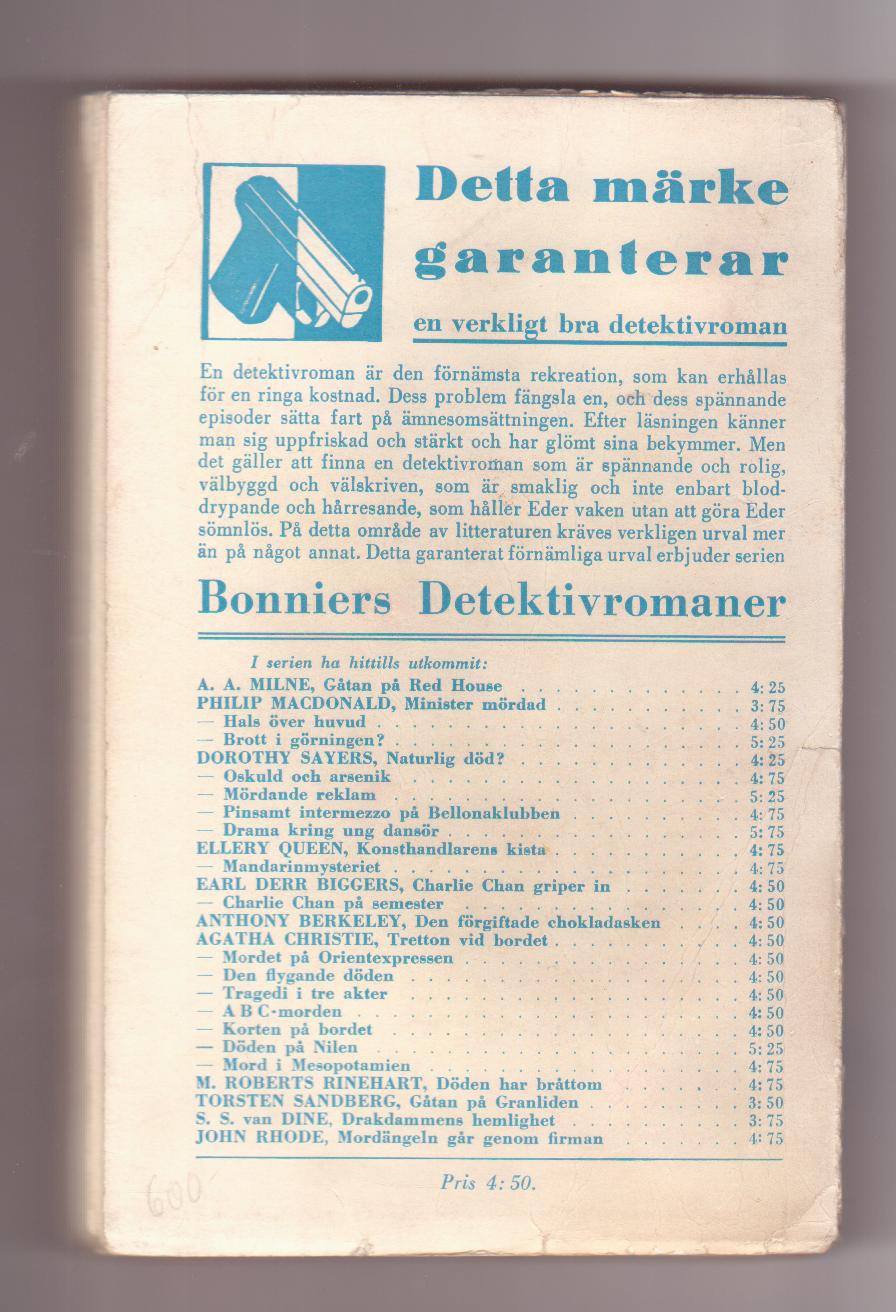 Detta märke
garanterar
en verkligt bra detektivroman
En detektivroman är den förnämsta rekreation, som kan erhållas
för en ringa kostnad. Dess problem fängsla en, och dess spännande
episoder sätta fart på ämnesomsättningen. Efter läsningen känner
man sig uppfriskad och stärkt och har glömt sina bekymmer. Men
det gäller att finna en detektivroman som är spännande och rolig,
välbyggd och välskriven, som är smaklig och inte enbart blod-
drypande och hårresande, som håller Eder vaken utan att göra Eder
sömnlös. På detta område av litteraturen kräves verkligen urval mer
än på något annat. Detta garanterat förnämliga urval erbjuder serien
Bonniers Detektivromaner
I serien ha hittills utkommit:
A. A. MILNE, Gåtan på Red House . . . . . . . . . . . . . 4: 25
PHILIP MACDONALD, Minister mördad . . . . . . . . . . . 3: 75
— Hals över huvud . . . . . . . . . . . . . . . . . . . . 4: 50
— Brott i görningen? . . . . . . . . . . . . . . . . . . . 5: 25
DOROTHY SAYERS, Naturlig död? . . . . . . . . . . . . . 4: 25
— Oskuld och arsenik . . . . . . . . . . . . . . . . . . 4: 75
— Mördande reklam . . . . . . . . . . . . . . . . . . . 5: 25
— Pinsamt intermezzo på Bellonaklubben . . . . . . . . . 4: 75
— Drama kring ung dansör . . . . . . . . . . . . . . . . 5: 75
ELLERY QUEEN, Konsthandlarens kista . . . . . . . . . . . 4: 75
— Mandarinmysteriet . . . . . . . . . . . . . . . . . . . 4: 75
EARL DERR BIGGERS, Charlie Chan griper in . . . . . . . 4: 50
— Charlie Chan på semester . . . . . . . . . . . . . . . 4: 50
ANTHONY BERKELEY, Den förgiftade chokladasken . . . . 4: 50
AGATHA CHRISTIE, Tretton vid bordet . . . . . . . . . . . 4: 50
— Mordet på Orientexpressen . . . . . . . . . . . . . . . 4: 50
— Den flygande döden . . . . . . . . . . . . . . . . . . 4: 50
— Tragedi i tre akter . . . . . . . . . . . . . . . . . . 4: 50
— A B C-morden . . . . . . . . . . . . . . . . . . . . . 4: 50
— Korten på bordet . . . . . . . . . . . . . . . . . . . 4: 50
— Döden på Nilen . . . . . . . . . . . . . . . . . . . . 5: 25
— Mord i Mesopotamien . . . . . . . . . . . . . . . . . 4: 75
M. ROBERTS RINEHART, Döden har bråttom . . . . . 4: 75
TORSTEN SANDBERG, Gåtan på Granliden . . . . . . . . . 3: 50
S. S. van DINE, Drakdammens hemlighet . . . . . . . . . . 3: 75
JOHN RHODE, Mordängeln går genom firman . . . . . . . 4: 75
Pris 4: 50.
600